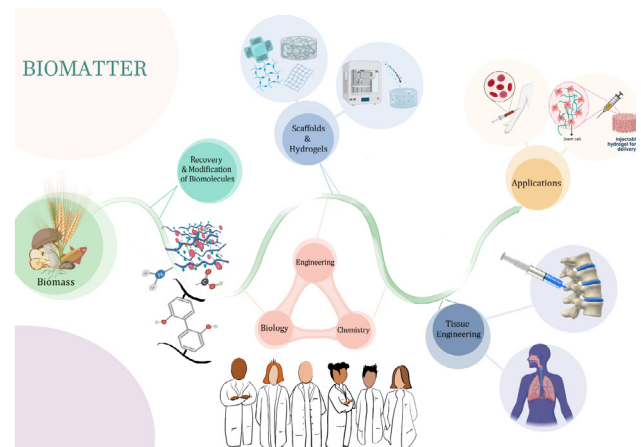 BIOMATTER
Biomass
Recovery
& Modification
of Biomolecules
Scaffolds
&
Hydrogels
Engineering
Biology
Chemistry
Tissue
Engineering
Applications
Stem cell
Injectable
hydrogel for
delivery